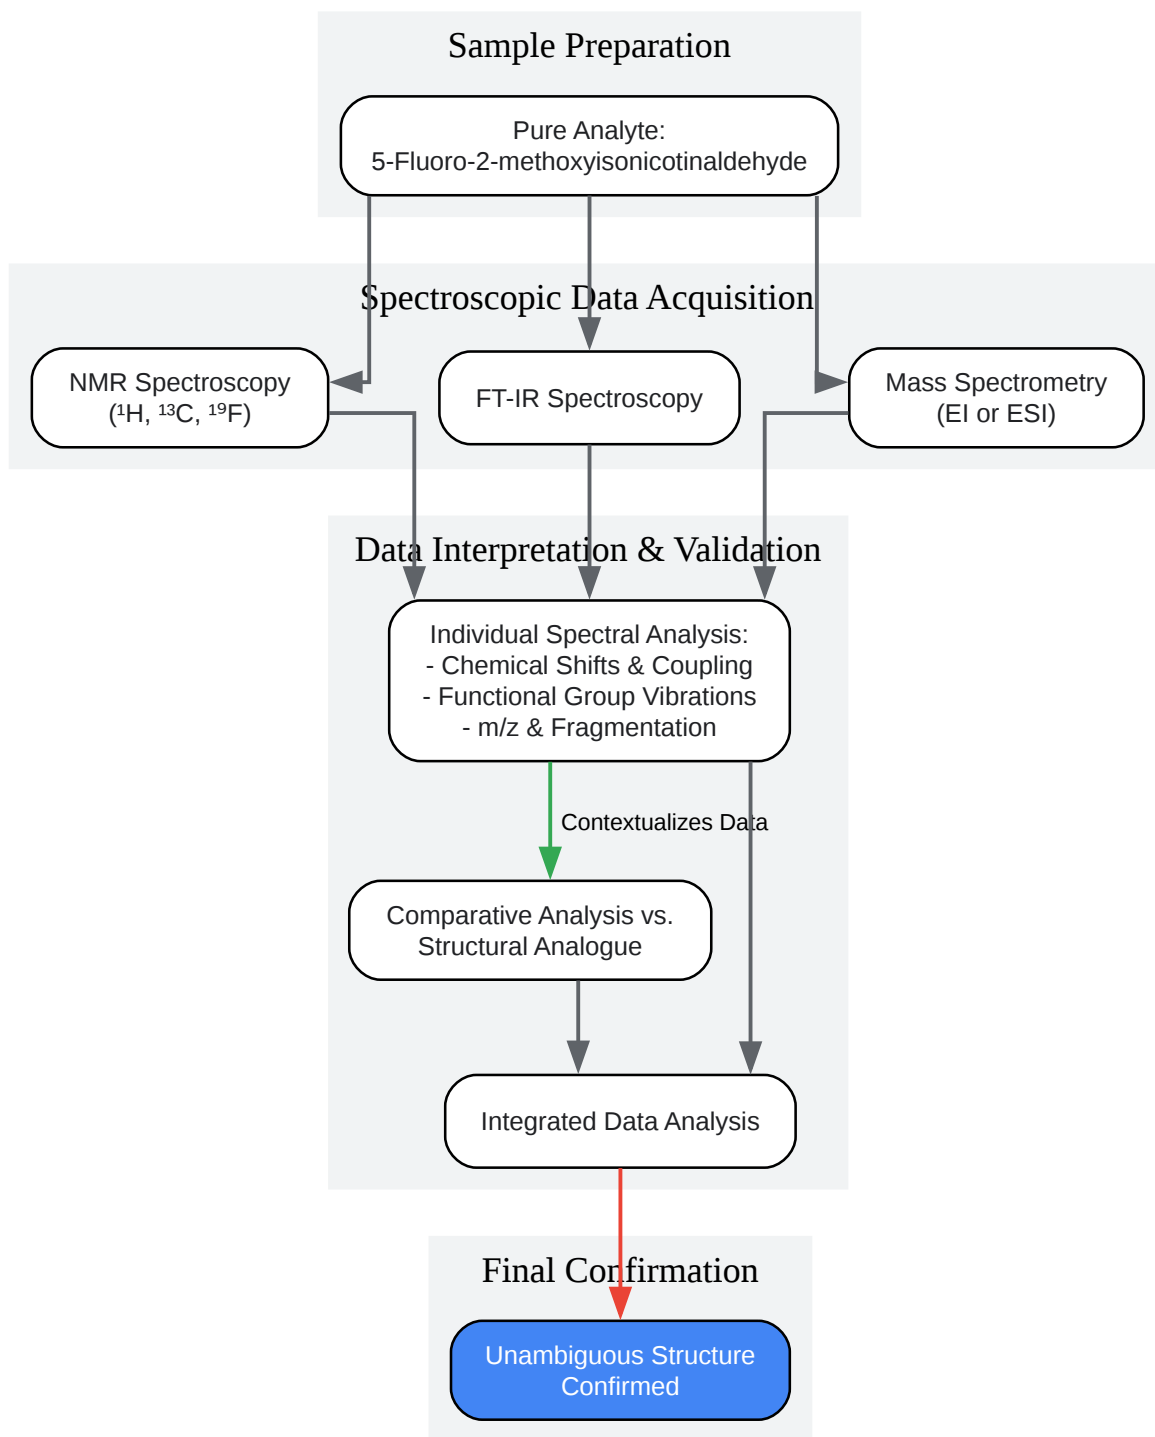 Sample Preparation
Pure Analyte:
5-Fluoro-2-methoxyisonicotinaldehyde
Spectroscopic Data Acquisition
NMR Spectroscopy
(¹H, ¹³C, ¹⁹F)
FT-IR Spectroscopy
Mass Spectrometry
(EI or ESI)
Data Interpretation & Validation
Individual Spectral Analysis:
- Chemical Shifts & Coupling
- Functional Group Vibrations
- m/z & Fragmentation
Contextualizes Data
Comparative Analysis vs.
Structural Analogue
Integrated Data Analysis
Final Confirmation
Unambiguous Structure
Confirmed